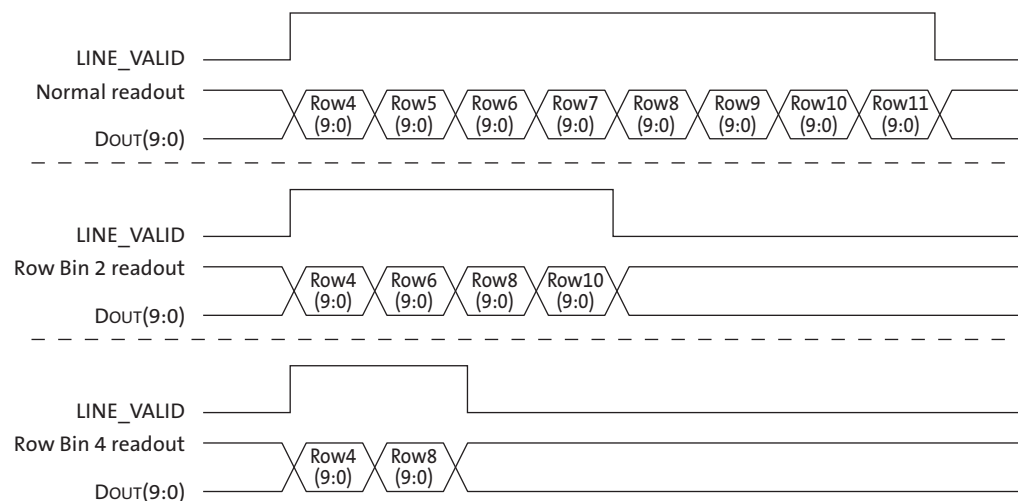 LINE_VALID
Normal readout
Row4 Row5 Row6 Row7 Row8 Row9 Row10 Row11
(9:0) (9:0) (9:0) (9:0) (9:0) (9:0) (9:0) (9:0)
DOUT(9:0)
LINE_VALID
Row Bin 2 readout
Row4 Row6 Row8 Row10
(9:0) (9:0) (9:0) (9:0)
DOUT(9:0)
LINE_VALID
Row Bin 4 readout
Row4 Row8
(9:0) (9:0)
DOUT(9:0)